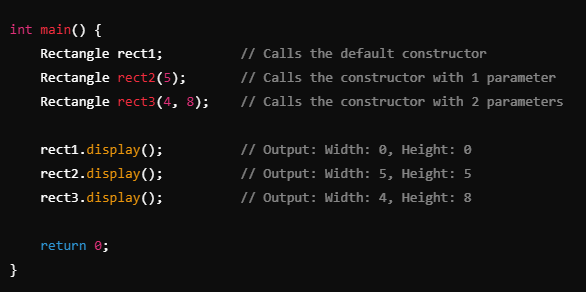 int main() {
    Rectangle rect1;          // Calls the default constructor
    Rectangle rect2(5);       // Calls the constructor with 1 parameter
    Rectangle rect3(4, 8);    // Calls the constructor with 2 parameters
    rect1.display();          // Output: Width: 0, Height: 0
    rect2.display();          // Output: Width: 5, Height: 5
    rect3.display();          // Output: Width: 4, Height: 8
    return 0;
}